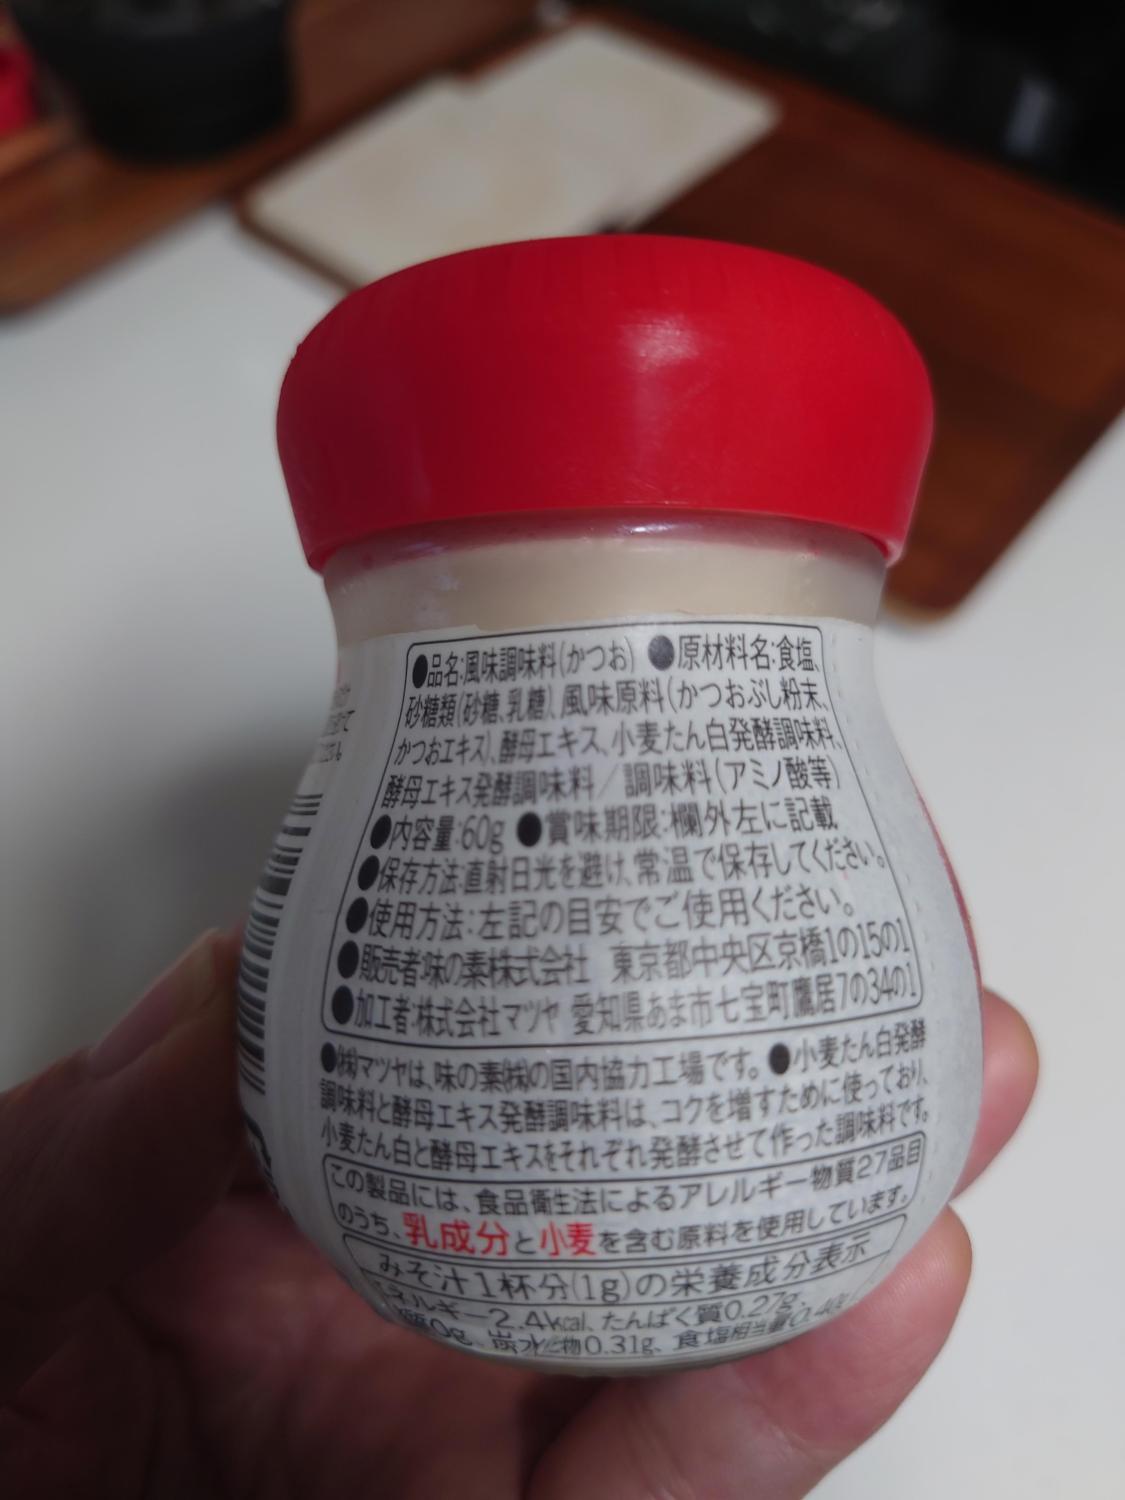 ●品名:風味調味料(かつお) ●原材料名:食塩、
砂糖類(砂糖、乳糖)、風味原料(かつおぶし粉末、
かつおエキス)、酵母エキス、小麦たん白発酵調味料、
酵母エキス発酵調味料／調味料(アミノ酸等)
●内容量:60g ●賞味期限:欄外左に記載
●保存方法:直射日光を避け、常温で保存してください。
●使用方法:左記の目安でご使用ください。
●販売者:味の素株式会社 東京都中央区京橋1の15の1
●加工者:株式会社マツヤ 愛知県あま市七宝町鷹居7の34の1
●㈱マツヤは、味の素㈱の国内協力工場です。 ●小麦たん白発酵
調味料と酵母エキス発酵調味料は、コクを増すために使っており、
小麦たん白と酵母エキスをそれぞれ発酵させて作った調味料です。
この製品には、食品衛生法によるアレルギー物質27品目
のうち、乳成分と小麦を含む原料を使用しています。
みそ汁1杯分(1g)の栄養成分表示
エネルギー2.4kcal、たんぱく質0.27g、
0g、炭水化物0.31g、食塩相当量